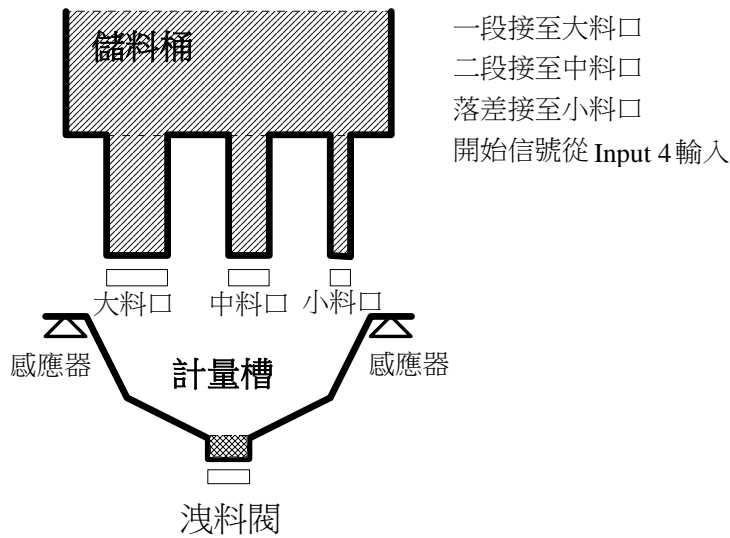 儲料桶
一段接至大料口
二段接至中料口
落差接至小料口
開始信號從 Input 4 輸入
大料口
中料口
小料口
感應器
計量槽
感應器
洩料閥